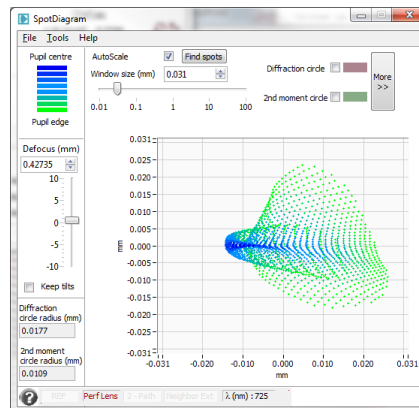 SpotDiagram
File Tools Help
Pupil centre
Pupil edge
AutoScale Find spots
Window size (mm) 0.031
0.01 0.1 1 10 100
Diffraction circle
2nd moment circle
More
>>
Defocus (mm)
0.42735
10
5
0
-5
-10
Keep tilts
Diffraction
circle radius (mm)
0.0177
2nd moment
circle radius (mm)
0.0109
0.031
0.025
0.020
0.015
0.010
0.005
0.000
-0.005
-0.010
-0.015
-0.020
-0.025
-0.031
mm
-0.031 -0.020 -0.010 0.000 0.010 0.020 0.031
mm
REP Perf Lens 2 - Path Neighbor Ext λ (nm) : 725